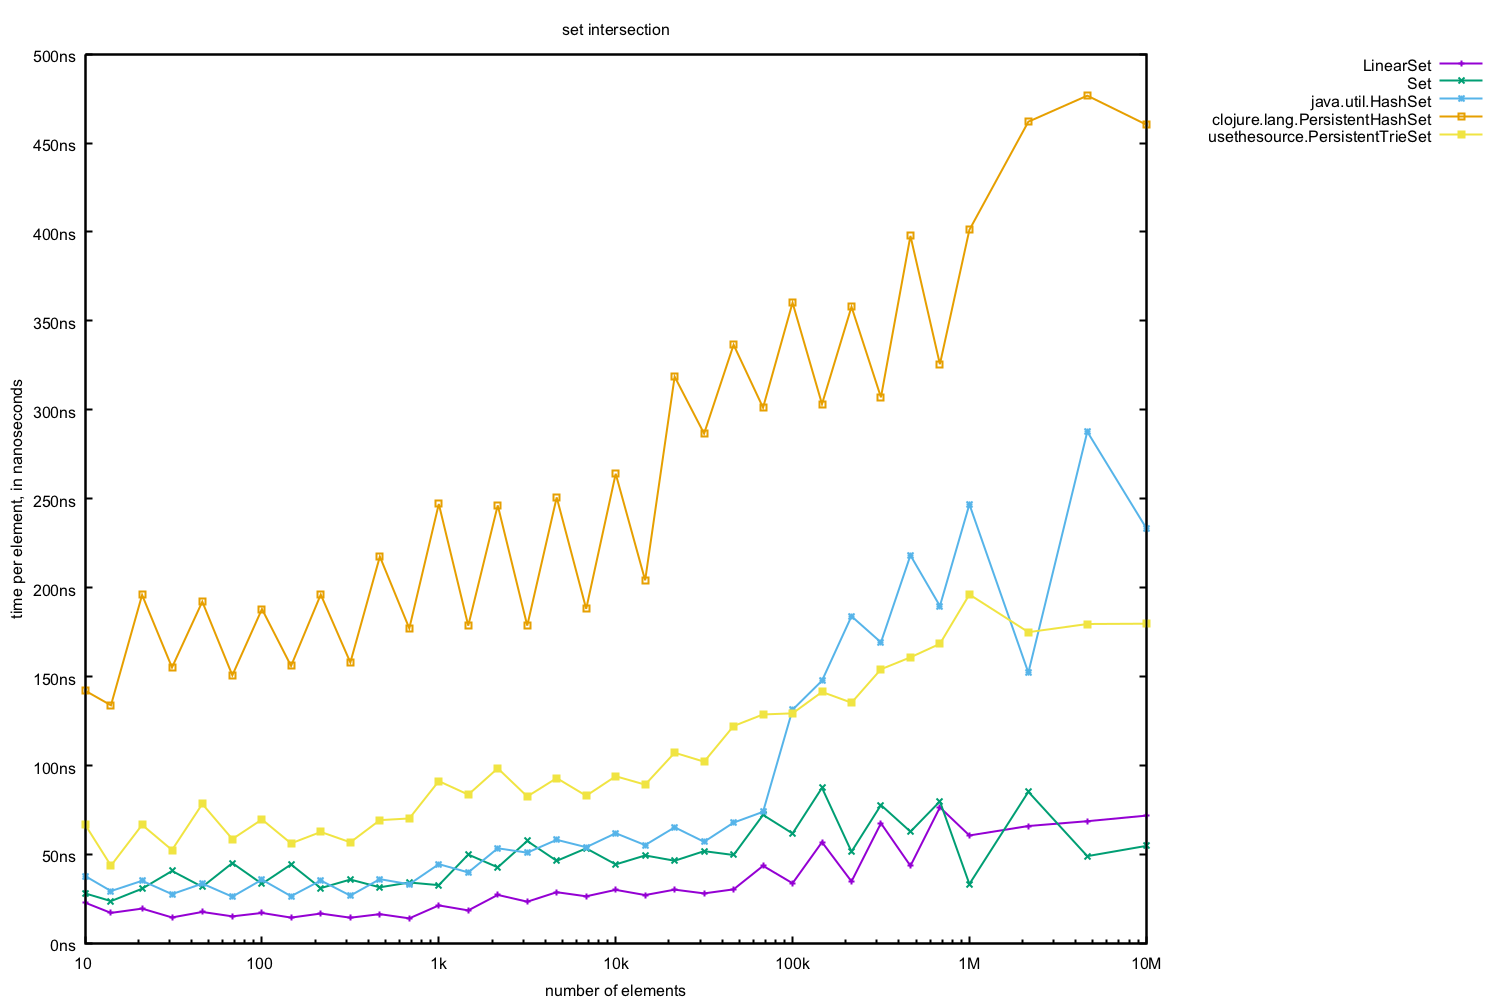 set intersection
500ns
450ns
400ns
350ns
300ns
250ns
200ns
150ns
100ns
50ns
0ns
time per element, in nanoseconds
10
100
1k
10k
100k
1M
10M
number of elements
LinearSet
Set
java.util.HashSet
clojure.lang.PersistentHashSet
usethesource.PersistentTrieSet